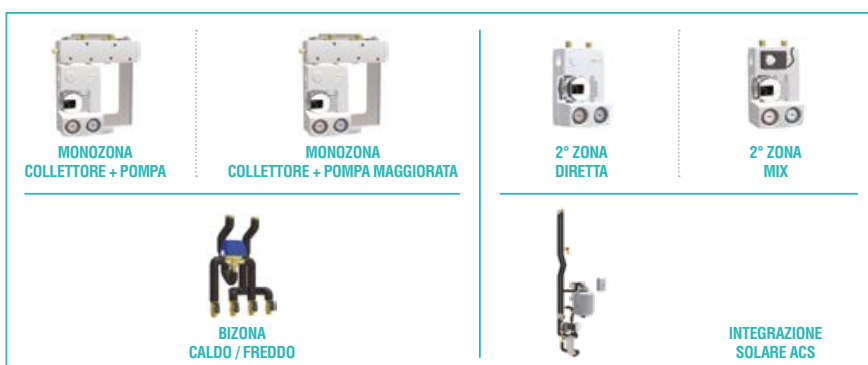 MONOZONA
COLLETTORE + POMPA
MONOZONA
COLLETTORE + POMPA MAGGIORATA
2° ZONA
DIRETTA
2° ZONA
MIX
BIZONA
CALDO / FREDDO
INTEGRAZIONE
SOLARE ACS